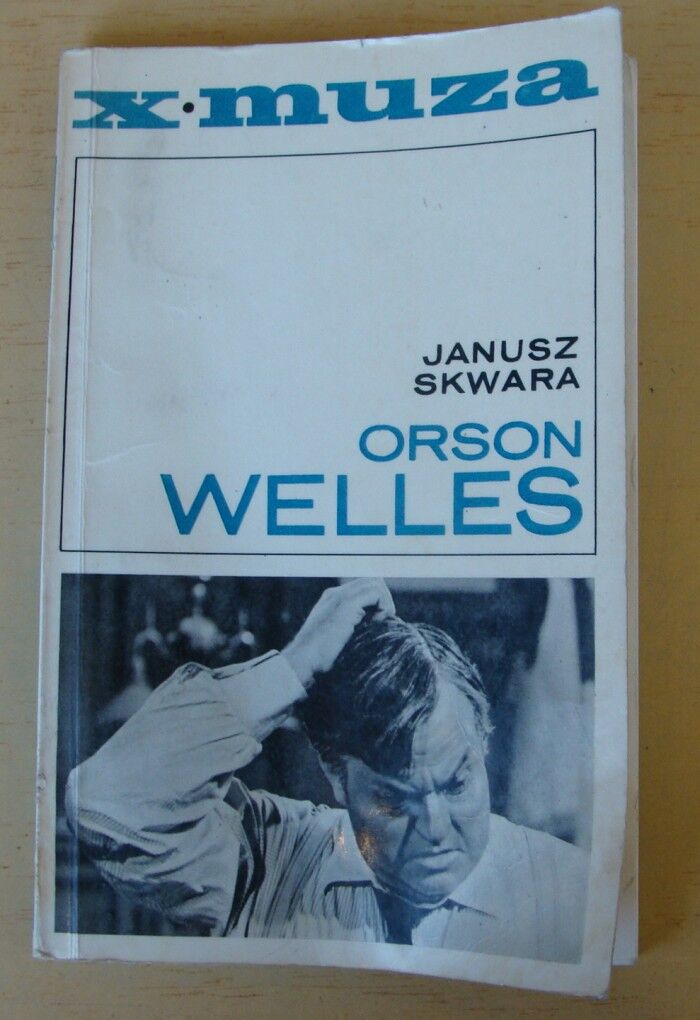 x·muza
JANUSZ
SKWARA
ORSON
WELLES